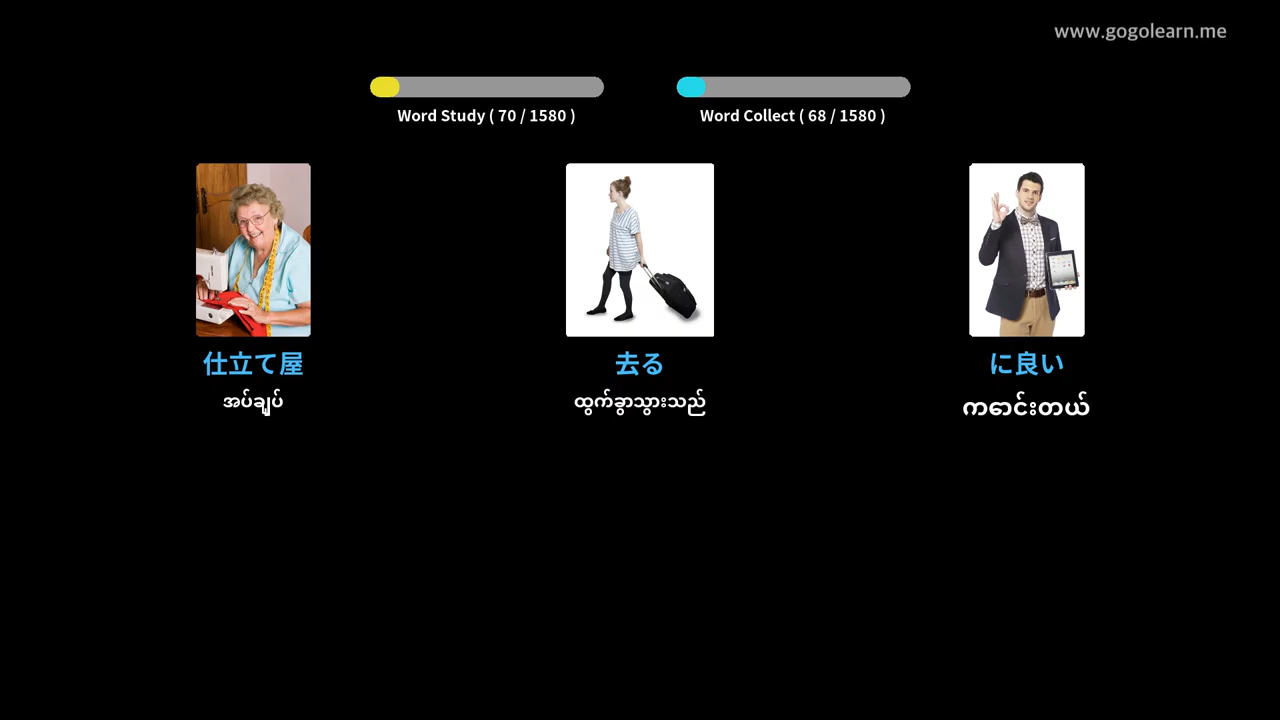 www.gogolearn.me
Word Study ( 70 / 1580 )
Word Collect ( 68 / 1580 )
仕立て屋
去る
に良い
အပ်ချုပ်
ထွက်ခွာသွားသည်
ကောင်းတယ်